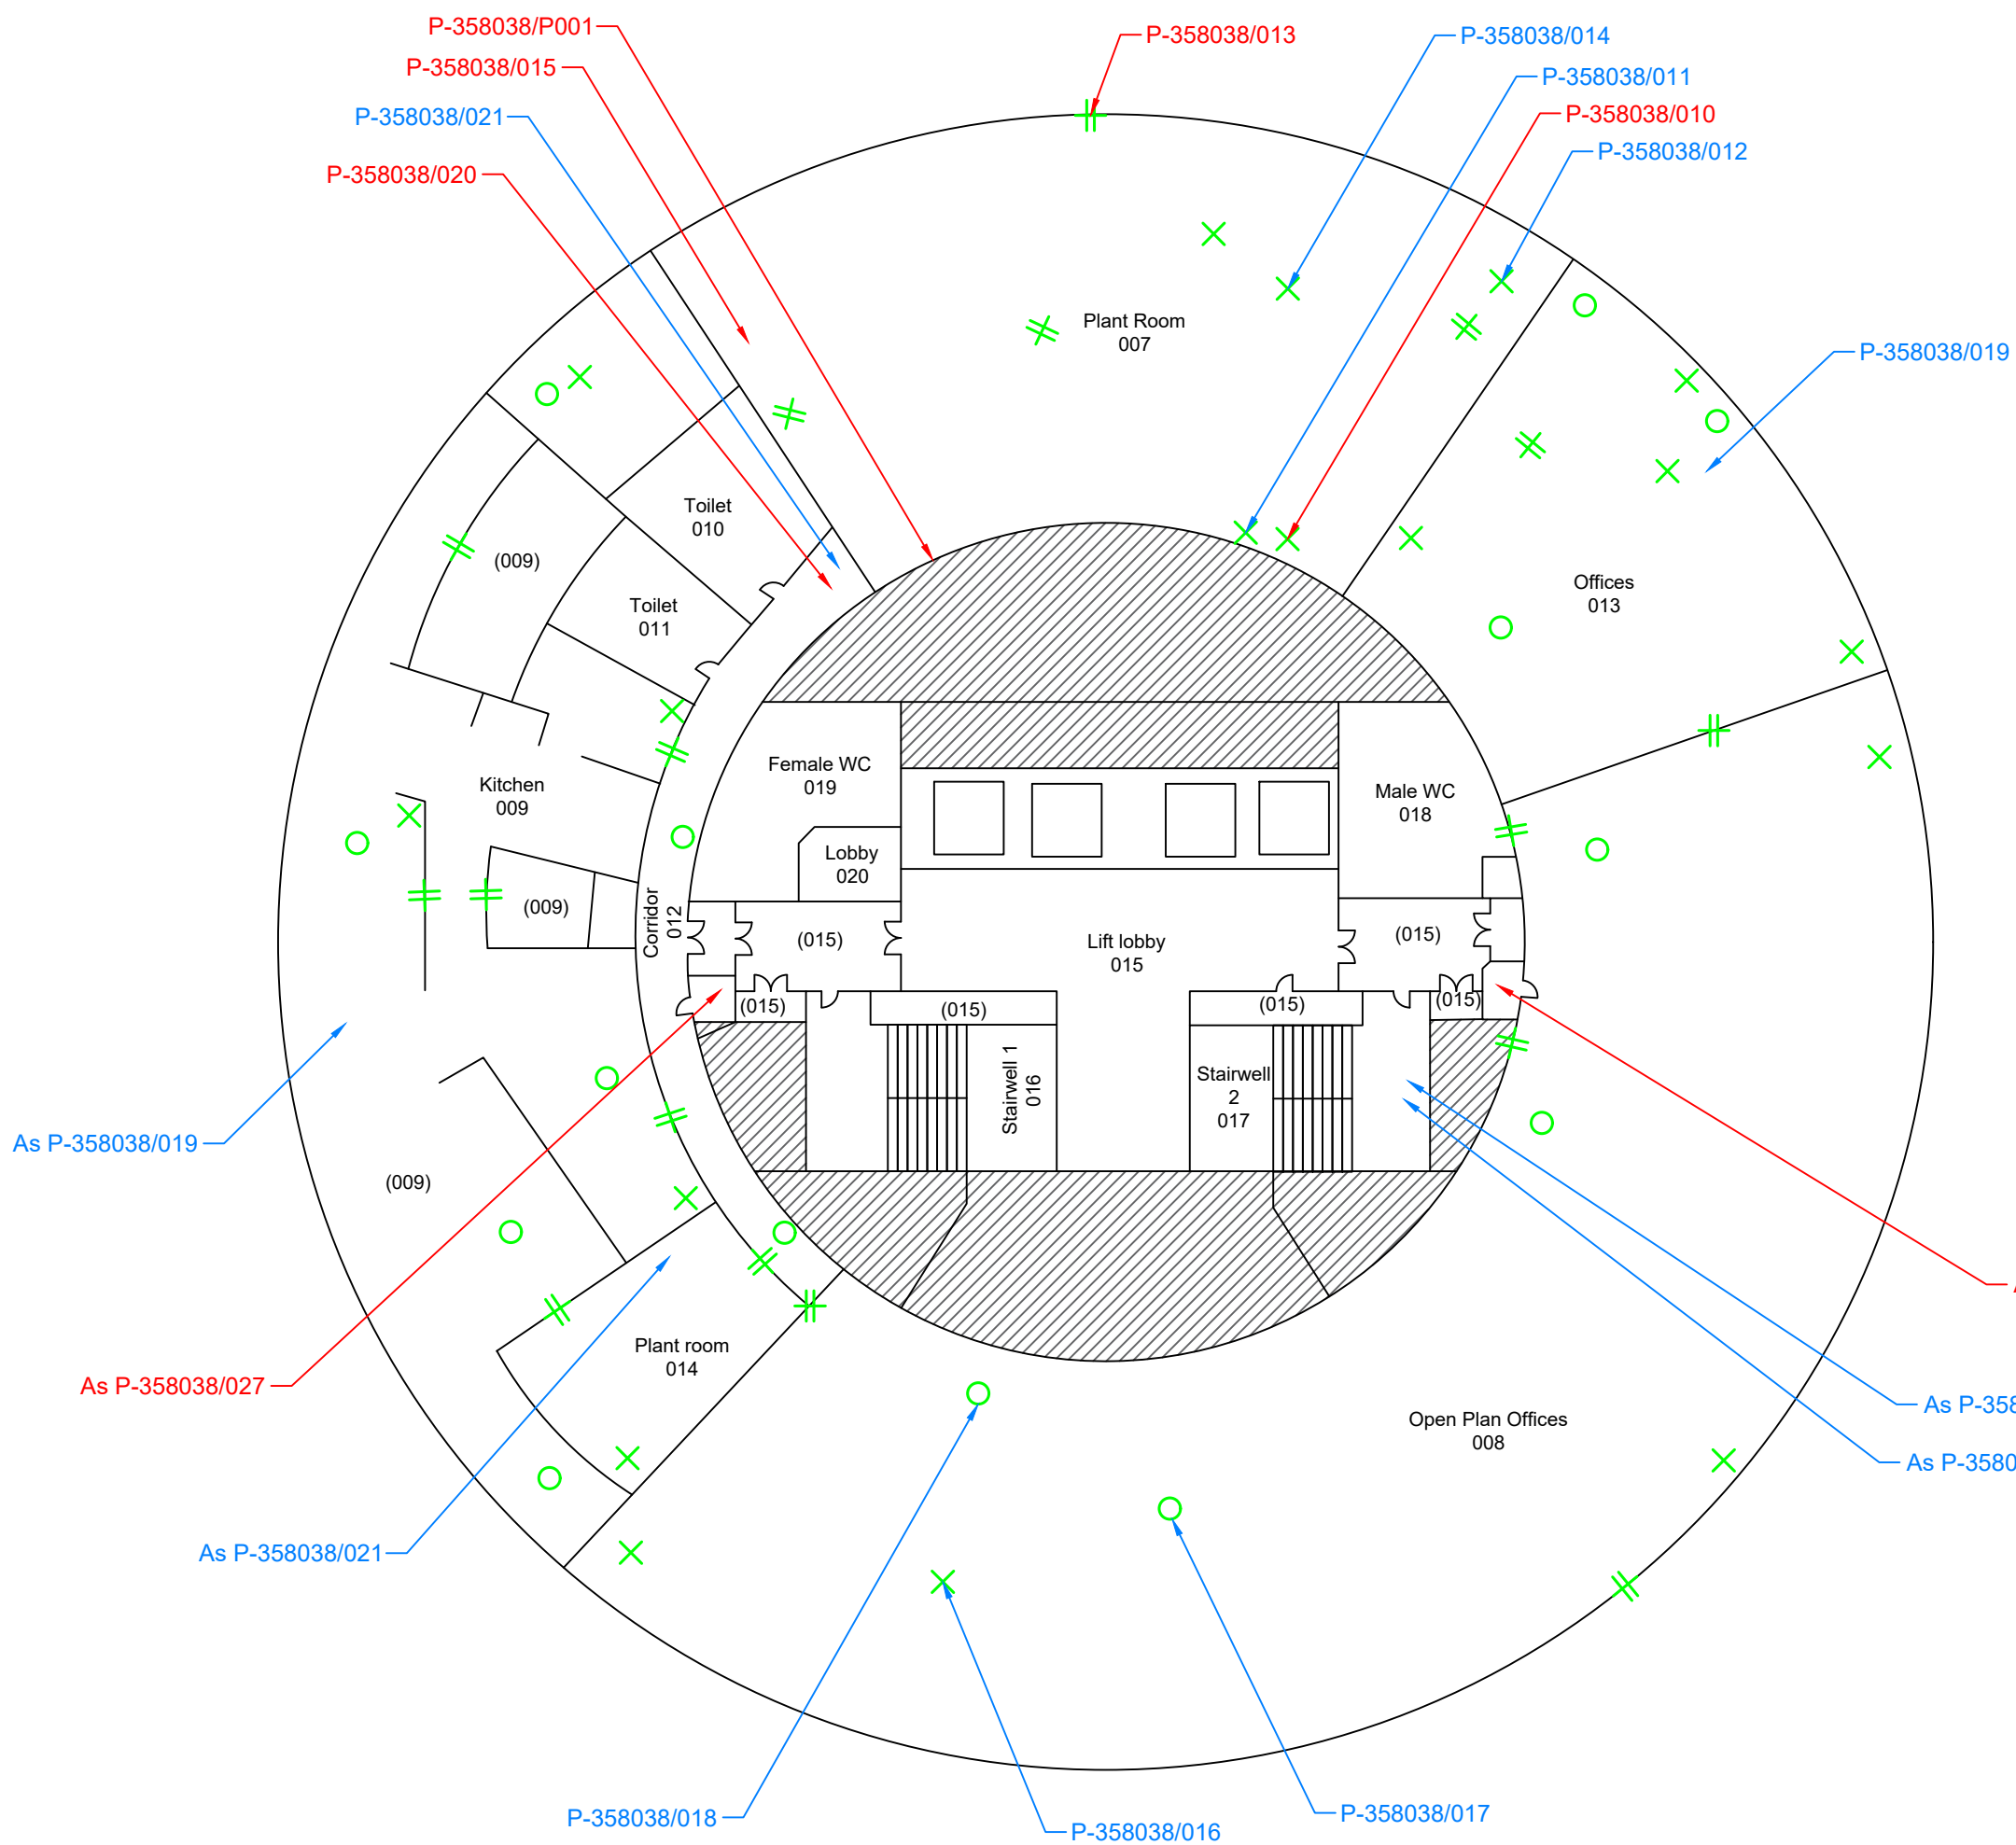 P-358038/P001
P-358038/013
P-358038/014
P-358038/015
P-358038/011
P-358038/021
P-358038/010
P-358038/012
P-358038/020
Plant Room
007
P-358038/019
Toilet
010
(009)
Offices
013
Toilet
011
Female WC
019
Kitchen
009
Male WC
018
Lobby
020
(009)
Corridor
012
(015)
Lift lobby
015
(015)
(015)
(015)
(015)
(015)
Stairwell 1
016
Stairwell
2
017
As P-358038/019
(009)
Plant room
014
As P-358038/027
As P-358
Open Plan Offices
008
As P-3580
As P-358038/021
P-358038/018
P-358038/016
P-358038/017